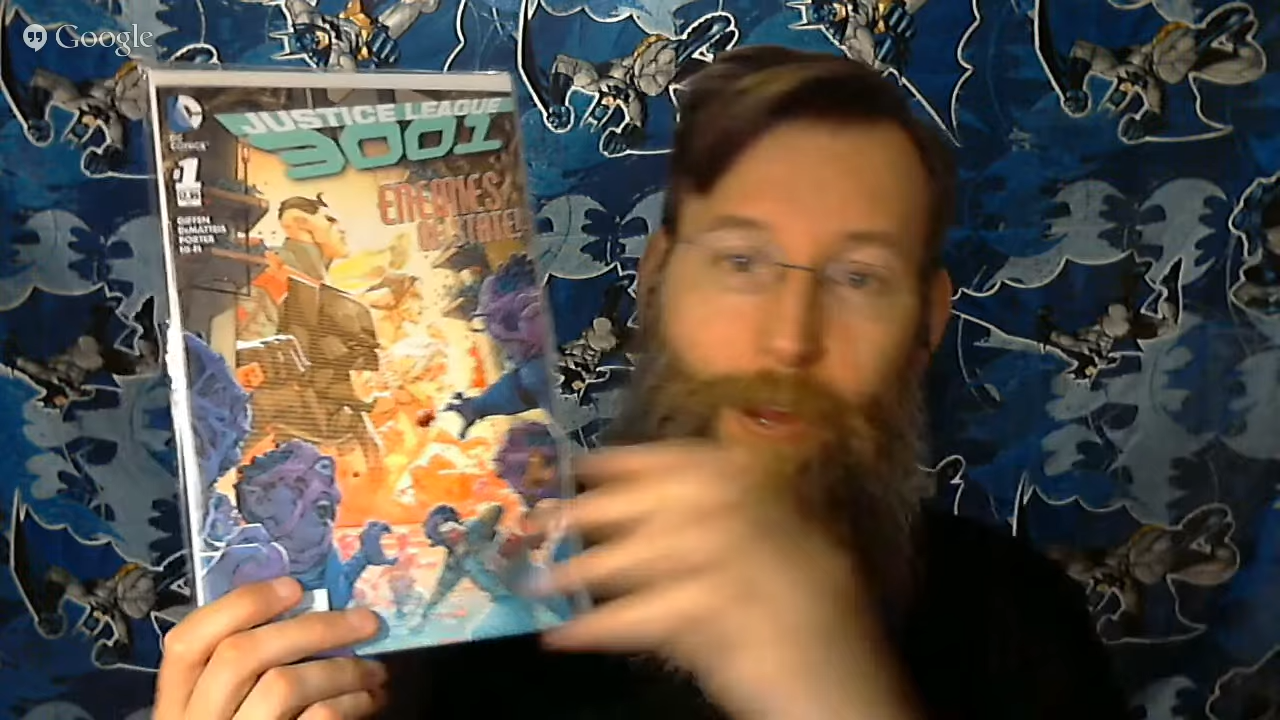 Google
JUSTICE LEAGUE
3001
DC COMICS
#1
ENEMIES
GIFFEN
DeMATTEIS
PORTER
HI-FI